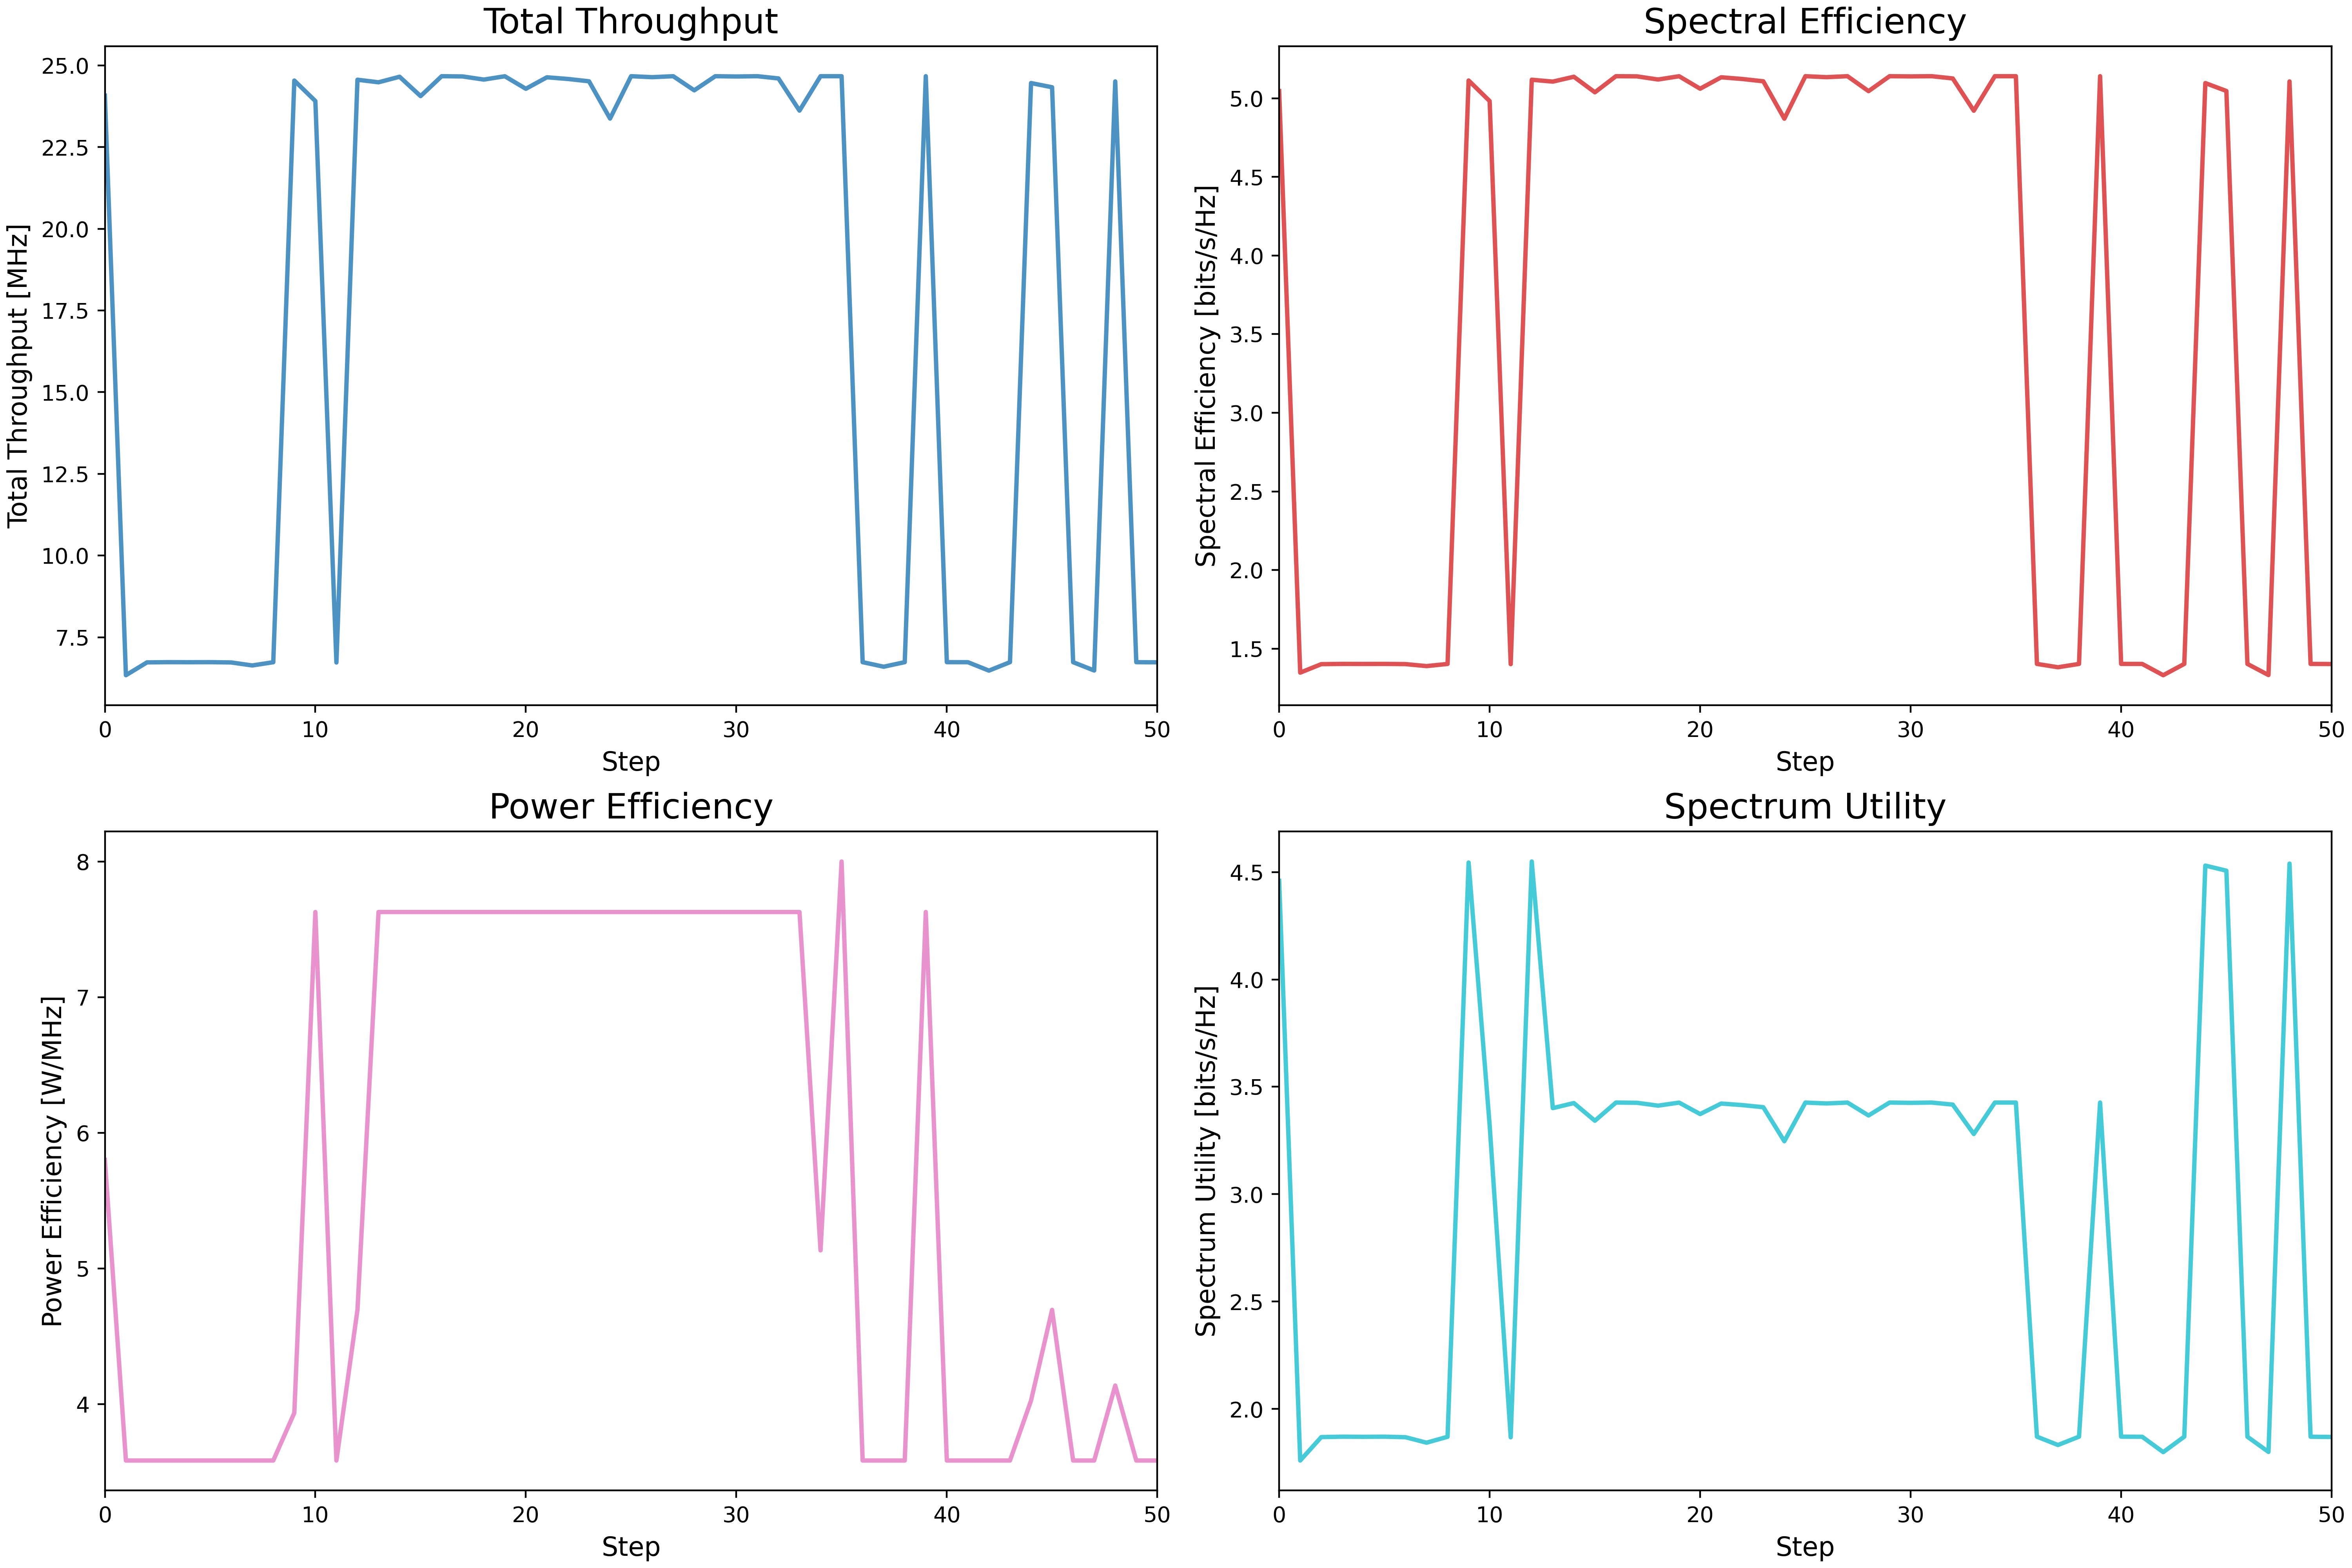 Total Throughput
Total Throughput [MHz]
25.0
22.5
20.0
17.5
15.0
12.5
10.0
7.5
0 10 20 30 40 50
Step
Spectral Efficiency
Spectral Efficiency [bits/s/Hz]
5.0
4.5
4.0
3.5
3.0
2.5
2.0
1.5
0 10 20 30 40 50
Step
Power Efficiency
Power Efficiency [W/MHz]
8
7
6
5
4
0 10 20 30 40 50
Step
Spectrum Utility
Spectrum Utility [bits/s/Hz]
4.5
4.0
3.5
3.0
2.5
2.0
0 10 20 30 40 50
Step